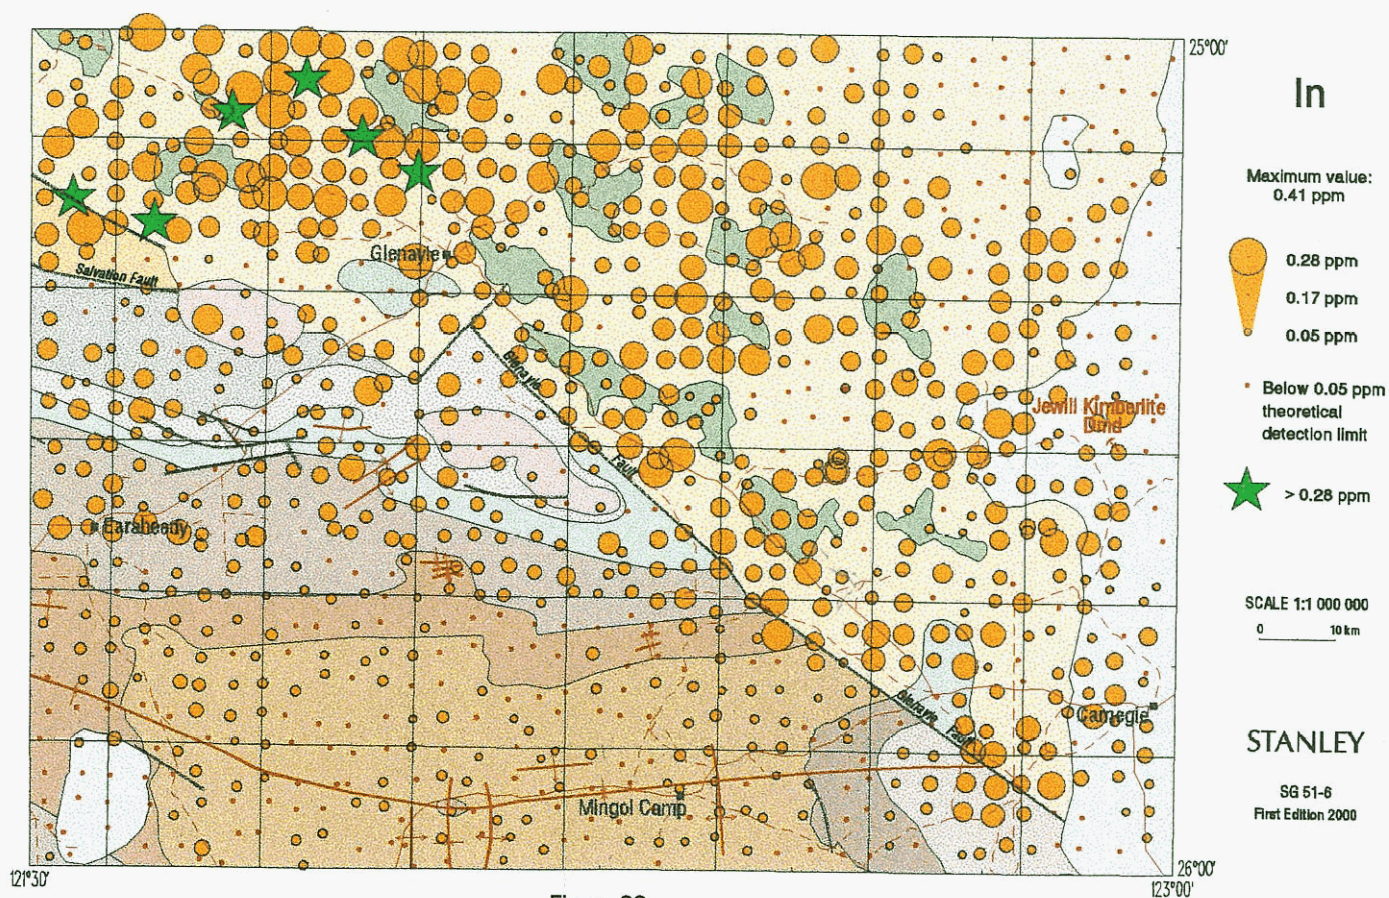 25°00'
In
Maximum value:
0.41 ppm
0.28 ppm
0.17 ppm
0.05 ppm
Below 0.05 ppm
theoretical
detection limit
> 0.28 ppm
SCALE 1:1 000 000
0 10 km
STANLEY
SG 51-6
First Edition 2000
Glenayle
Salvation Fault
Glenayle
Fault
Jewill Kimberlite
Dmd
Earaheedy
Glenayle
Fault
Carnegie
Mingol Camp
121°30'
26°00'
123°00'